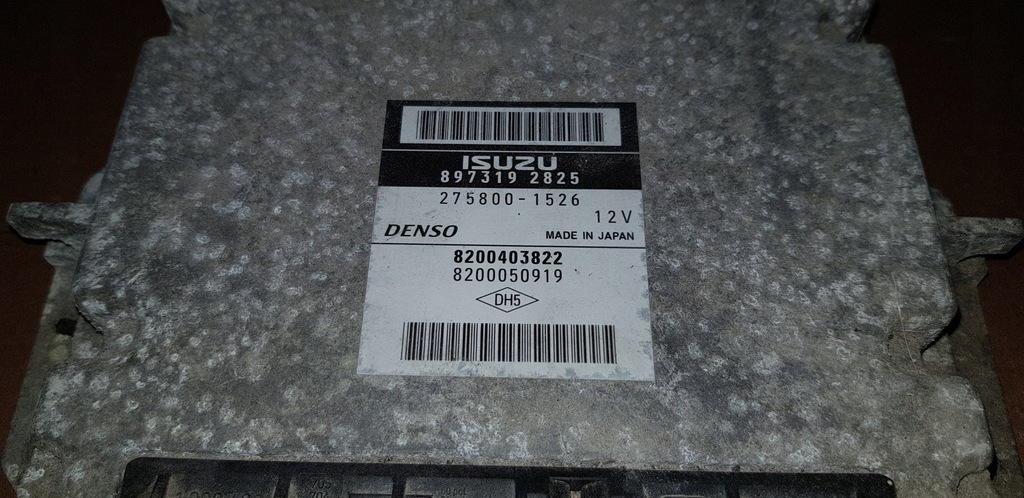 ISUZU
897319 2825
275800-1526
12V
DENSO MADE IN JAPAN
8200403822
8200050919
DH5